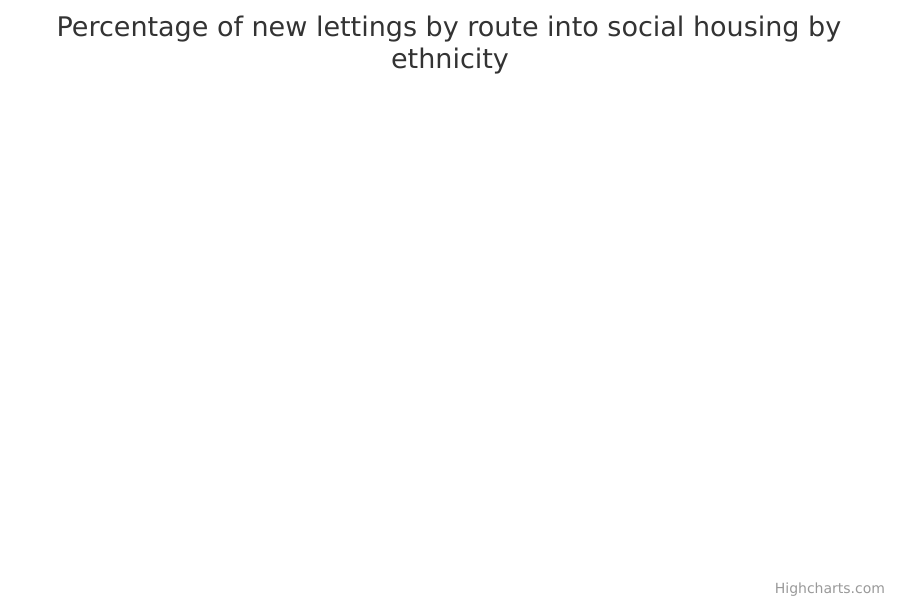 Percentage of new lettings by route into social housing by
ethnicity
Highcharts.com